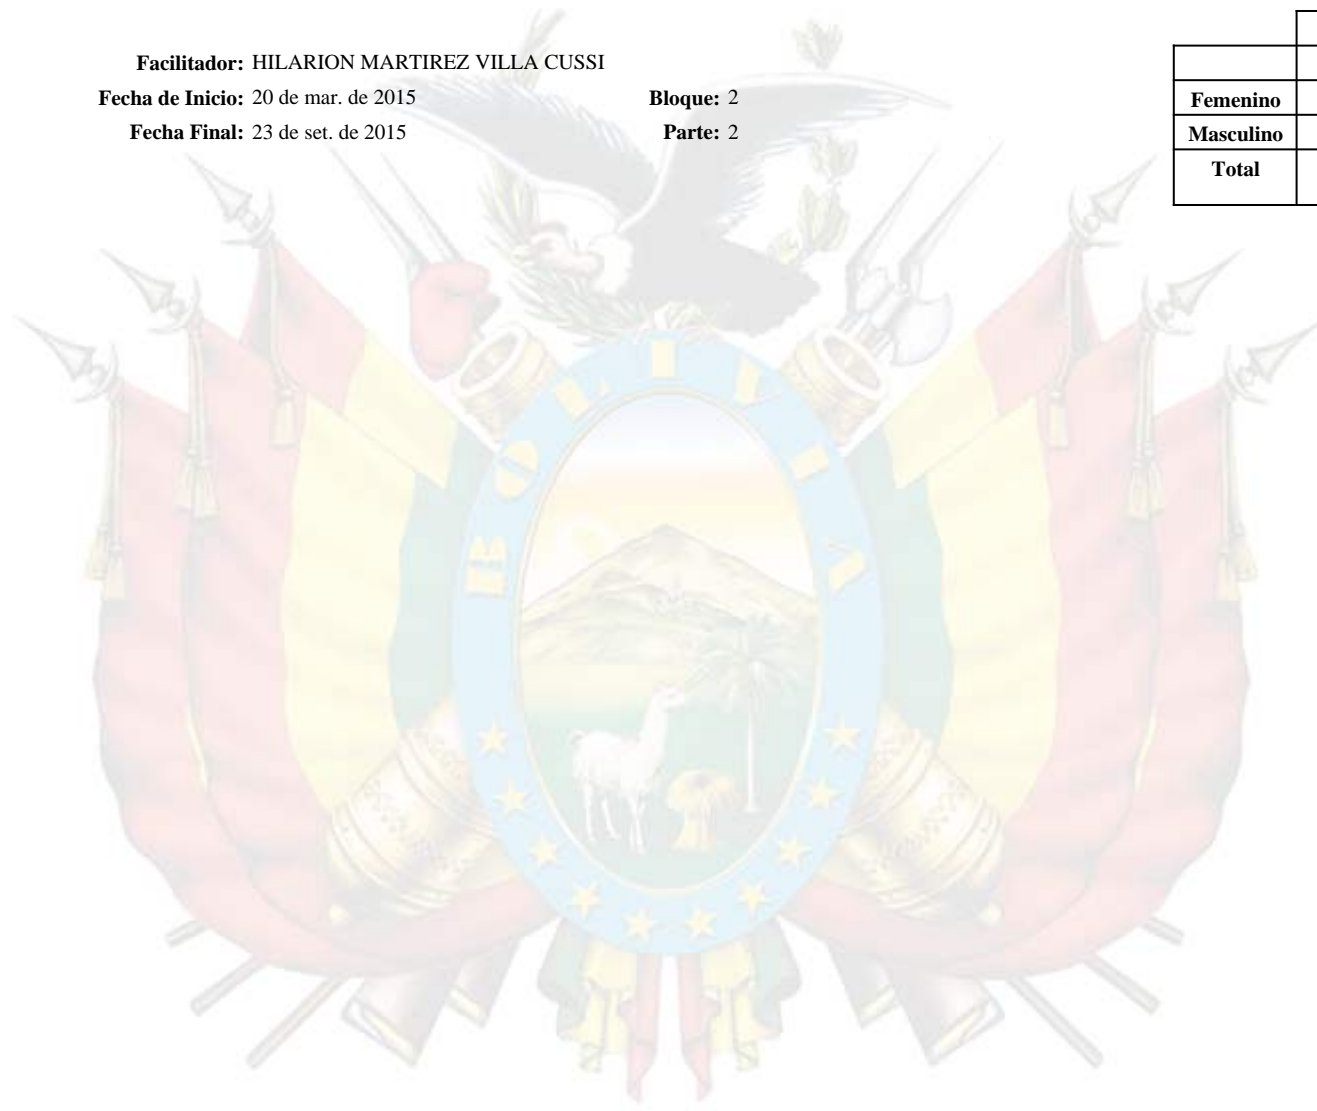 Facilitador: HILARION MARTIREZ VILLA CUSSI
Fecha de Inicio: 20 de mar. de 2015 Bloque: 2
Fecha Final: 23 de set. de 2015 Parte: 2
Femenino
Masculino
Total
BOLIVIA